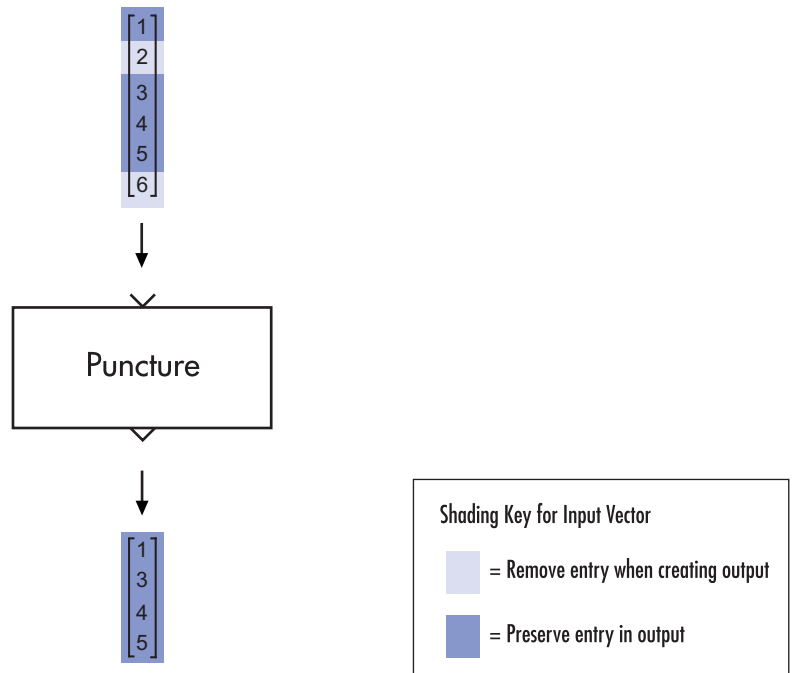 1
2
3
4
5
6
Puncture
1
3
4
5
Shading Key for Input Vector
= Remove entry when creating output
= Preserve entry in output